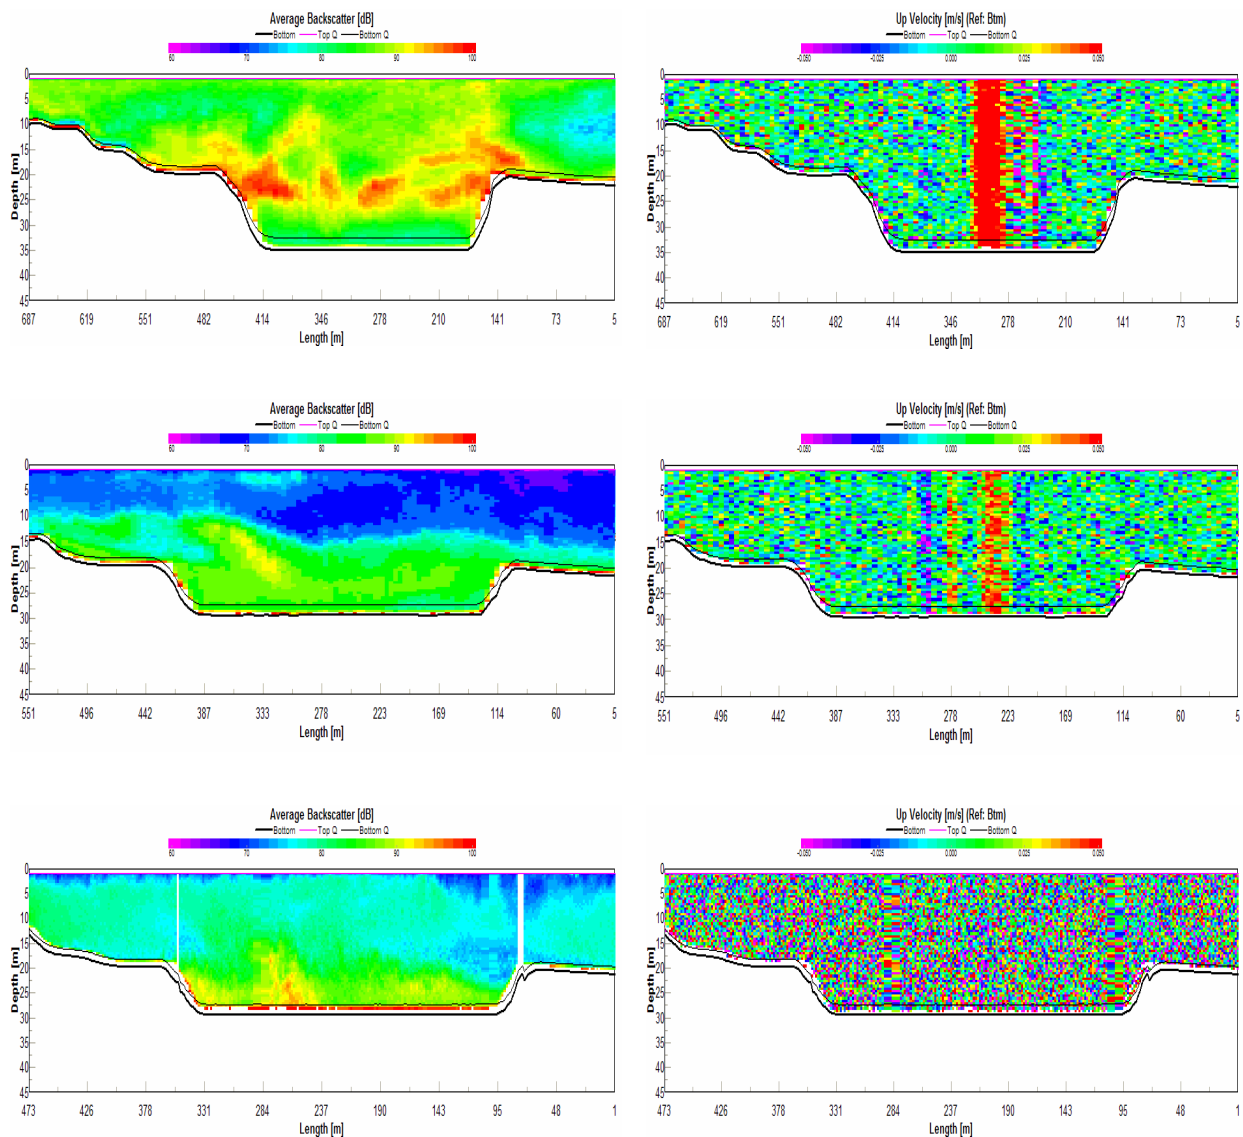 Average Backscatter [dB]
Bottom Top Q Bottom Q
60 70 80 90 100
0
5
10
15
20
25
30
35
40
45
Depth [m]
687 619 551 482 414 346 278 210 141 73 5
Length [m]
Up Velocity [m/s] (Ref: Btm)
Bottom Top Q Bottom Q
-0.050 -0.025 0.000 0.025 0.050
0
5
10
15
20
25
30
35
40
45
Depth [m]
687 619 551 482 414 346 278 210 141 73 5
Length [m]
Average Backscatter [dB]
Bottom Top Q Bottom Q
60 70 80 90 100
0
5
10
15
20
25
30
35
40
45
Depth [m]
551 496 442 387 333 278 223 169 114 60 5
Length [m]
Up Velocity [m/s] (Ref: Btm)
Bottom Top Q Bottom Q
-0.050 -0.025 0.000 0.025 0.050
0
5
10
15
20
25
30
35
40
45
Depth [m]
551 496 442 387 333 278 223 169 114 60 5
Length [m]
Average Backscatter [dB]
Bottom Top Q Bottom Q
60 70 80 90 100
0
5
10
15
20
25
30
35
40
45
Depth [m]
473 426 378 331 284 237 190 143 95 48 1
Length [m]
Up Velocity [m/s] (Ref: Btm)
Bottom Top Q Bottom Q
-0.050 -0.025 0.000 0.025 0.050
0
5
10
15
20
25
30
35
40
45
Depth [m]
473 426 378 331 284 237 190 143 95 48 1
Length [m]